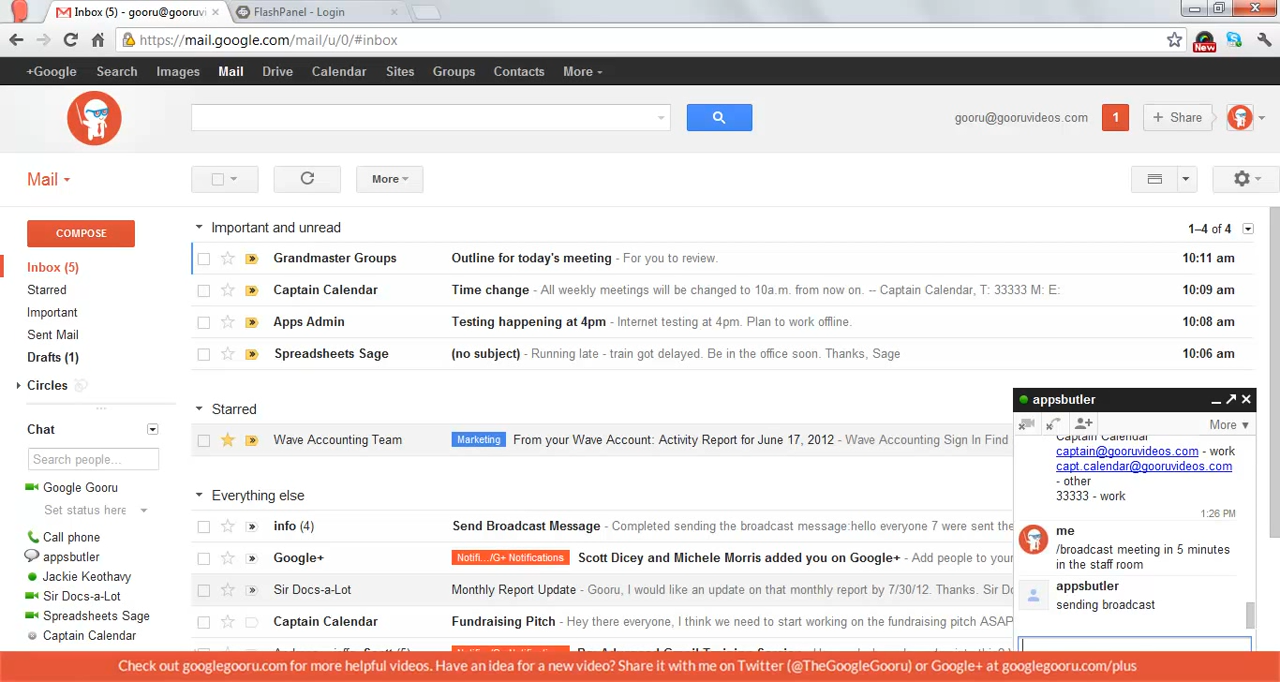 Inbox (5) - gooru@gooruvi
FlashPanel - Login
https://mail.google.com/mail/u/0/#inbox
New
+Google Search Images Mail Drive Calendar Sites Groups Contacts More
gooru@gooruvideos.com 1 + Share
Mail More
COMPOSE
Inbox (5)
Starred
Important
Sent Mail
Drafts (1)
Circles
Chat
Search people...
Google Gooru
Set status here
Call phone
appsbutler
Jackie Keothavy
Sir Docs-a-Lot
Spreadsheets Sage
Captain Calendar
Important and unread 1–4 of 4
Grandmaster Groups Outline for today's meeting - For you to review. 10:11 am
Captain Calendar Time change - All weekly meetings will be changed to 10a.m. from now on. -- Captain Calendar, T: 33333 M: E: 10:09 am
Apps Admin Testing happening at 4pm - Internet testing at 4pm. Plan to work offline. 10:08 am
Spreadsheets Sage (no subject) - Running late - train got delayed. Be in the office soon. Thanks, Sage 10:06 am
Starred
Wave Accounting Team Marketing From your Wave Account: Activity Report for June 17, 2012 - Wave Accounting Sign In Find
Everything else
info (4) Send Broadcast Message - Completed sending the broadcast message:hello everyone 7 were sent the
Google+ Notifi.../G+ Notifications Scott Dicey and Michele Morris added you on Google+ - Add people to your
Sir Docs-a-Lot Monthly Report Update - Gooru, I would like an update on that monthly report by 7/30/12. Thanks. Sir Do
Captain Calendar Fundraising Pitch - Hey there everyone, I think we need to start working on the fundraising pitch ASAP
appsbutler
More
Captain Calendar
captain@gooruvideos.com - work
capt.calendar@gooruvideos.com
- other
33333 - work
1:26 PM
me
/broadcast meeting in 5 minutes
in the staff room
appsbutler
sending broadcast
Check out googlegooru.com for more helpful videos. Have an idea for a new video? Share it with me on Twitter (@TheGoogleGooru) or Google+ at googlegooru.com/plus